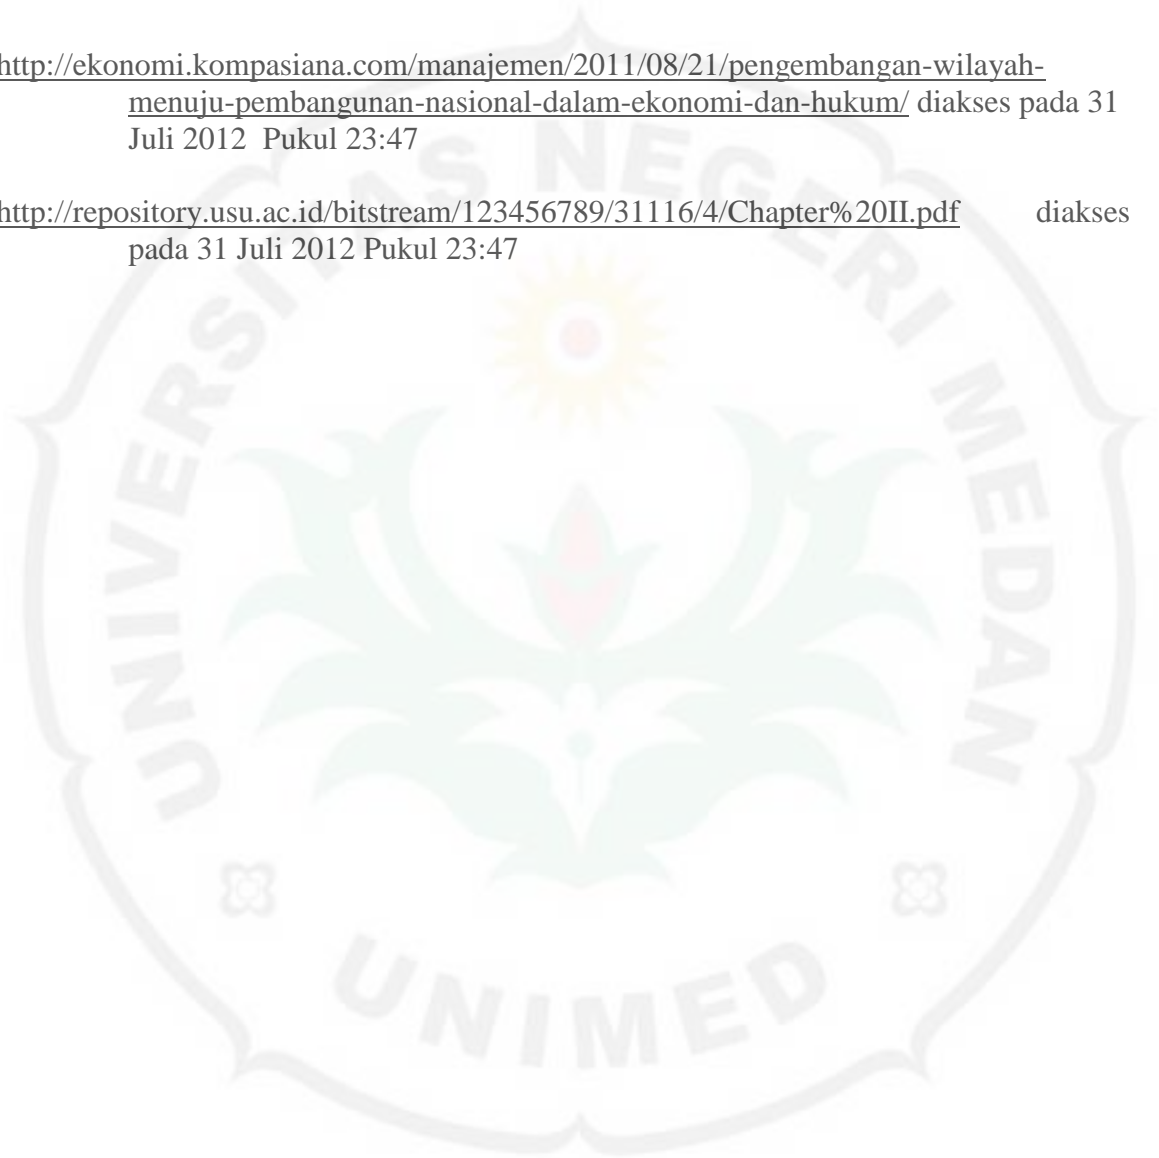 http://ekonomi.kompasiana.com/manajemen/2011/08/21/pengembangan-wilayah-
menuju-pembangunan-nasional-dalam-ekonomi-dan-hukum/ diakses pada 31
Juli 2012 Pukul 23:47
http://repository.usu.ac.id/bitstream/123456789/31116/4/Chapter%20II.pdf diakses
pada 31 Juli 2012 Pukul 23:47
UNIVERSITAS NEGERI MEDAN
UNIMED